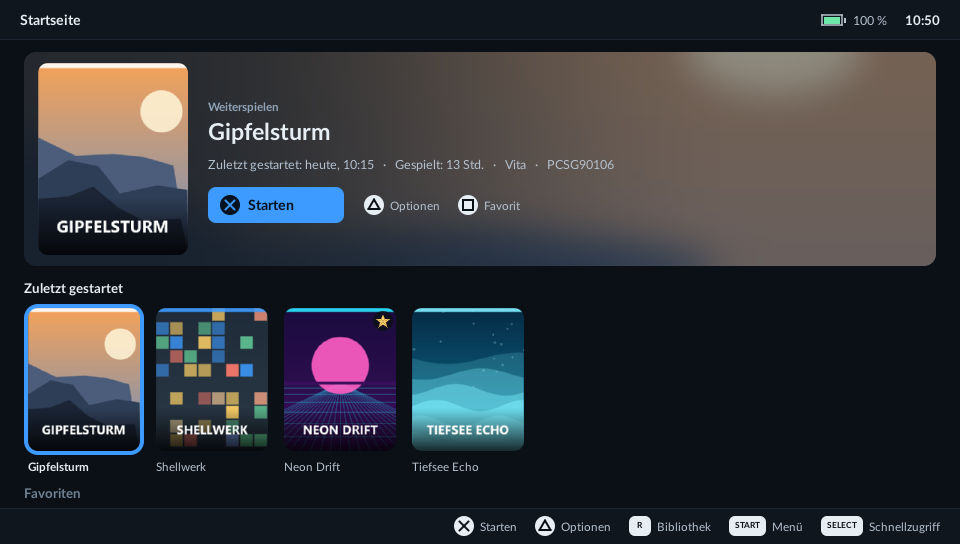 Startseite
100 %
10:50
GIPFELSTURM
Weiterspielen
Gipfelsturm
Zuletzt gestartet: heute, 10:15 · Gespielt: 13 Std. · Vita · PCSG90106
Starten
Optionen
Favorit
Zuletzt gestartet
GIPFELSTURM
SHELLWERK
NEON DRIFT
TIEFSEE ECHO
Gipfelsturm
Shellwerk
Neon Drift
Tiefsee Echo
Favoriten
Starten
Optionen
R Bibliothek
START Menü
SELECT Schnellzugriff